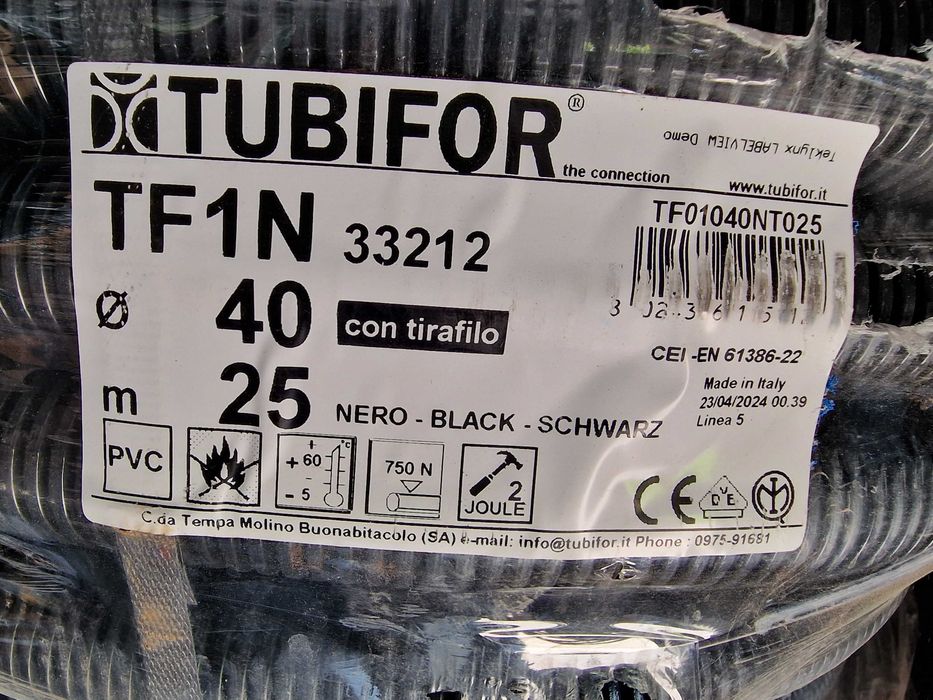 TUBIFOR®
the connection
Teklynx LABELVIEW Demo
www.tubifor.it
TF1N 33212
TF01040NT025
Ø 40 con tirafilo
CEI -EN 61386-22
m 25
NERO - BLACK - SCHWARZ
Made in Italy
23/04/2024 00.39
Linea 5
PVC
+ °C
+ 60
- 5
750 N
2
JOULE
CE
VDE
C.da Tempa Molino Buonabitacolo (SA) e-mail: info@tubifor.it Phone : 0975-91681